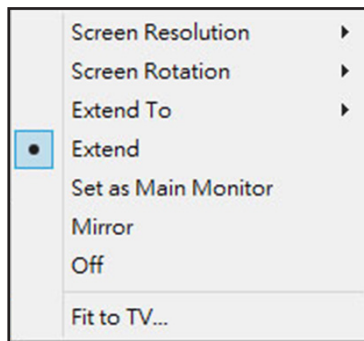 Screen Resolution
Screen Rotation
Extend To
Extend
Set as Main Monitor
Mirror
Off
Fit to TV...